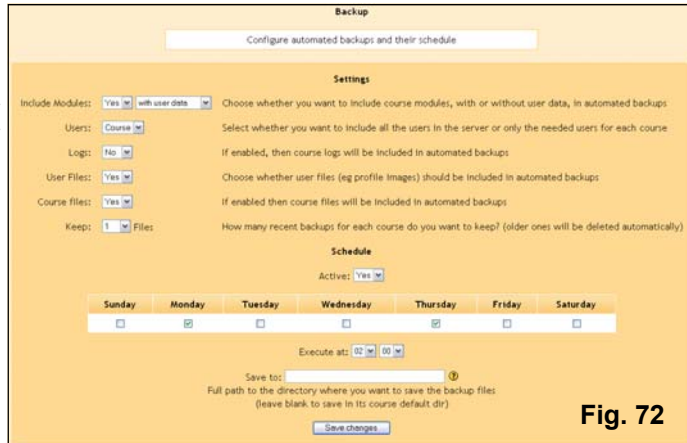 Backup
Configure automated backups and their schedule
Settings
Include Modules: Yes with user data Choose whether you want to include course modules, with or without user data, in automated backups
Users: Course Select whether you want to include all the users in the server or only the needed users for each course
Logs: No If enabled, then course logs will be included in automated backups
User Files: Yes Choose whether user files (eg profile images) should be included in automated backups
Course files: Yes If enabled then course files will be included in automated backups
Keep: 1 Files How many recent backups for each course do you want to keep? (older ones will be deleted automatically)
Schedule
Active: Yes
Sunday Monday Tuesday Wednesday Thursday Friday Saturday
Execute at: 02 00
Save to: ?
Full path to the directory where you want to save the backup files
(leave blank to save in its course default dir)
Save changes
Fig. 72